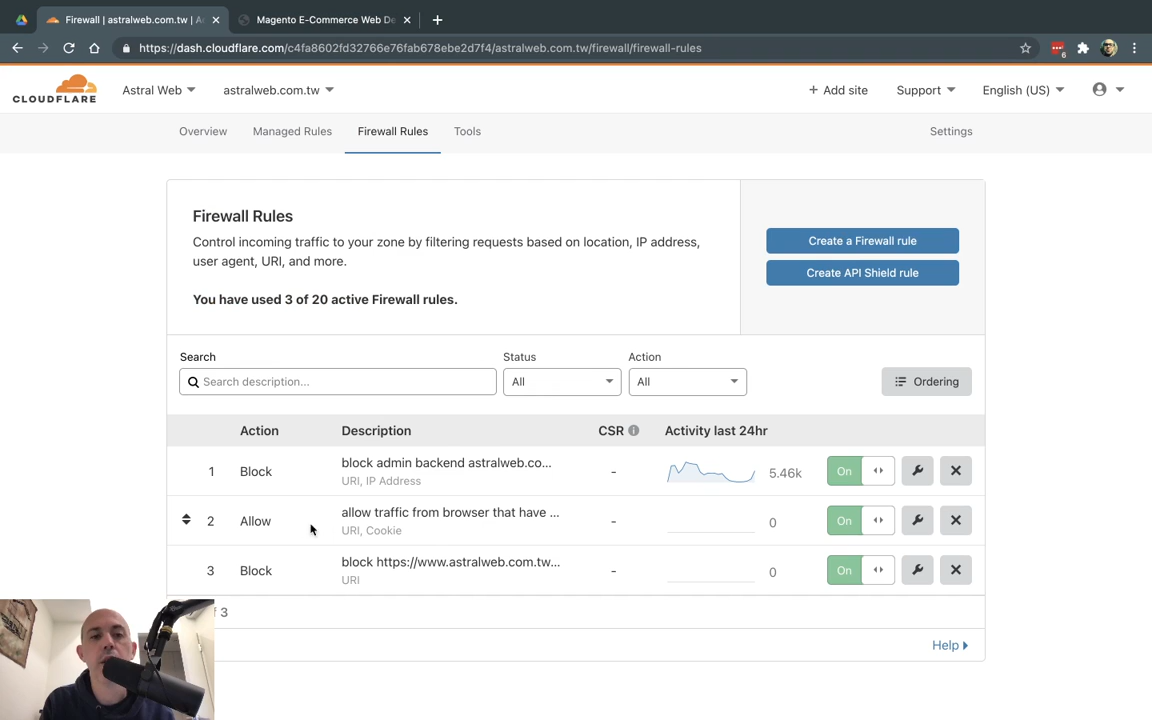 Firewall | astralweb.com.tw | Ac
Magento E-Commerce Web De
https://dash.cloudflare.com/c4fa8602fd32766e76fab678ebe2d7f4/astralweb.com.tw/firewall/firewall-rules
6
CLOUDFLARE
Astral Web
astralweb.com.tw
+ Add site
Support
English (US)
Overview
Managed Rules
Firewall Rules
Tools
Settings
Firewall Rules
Control incoming traffic to your zone by filtering requests based on location, IP address,
user agent, URI, and more.
You have used 3 of 20 active Firewall rules.
Create a Firewall rule
Create API Shield rule
Search
Status
Action
Search description...
All
All
Ordering
Action
Description
CSR
Activity last 24hr
1
Block
block admin backend astralweb.co...
URI, IP Address
-
5.46k
On
2
Allow
allow traffic from browser that have ...
URI, Cookie
-
0
On
3
Block
block https://www.astralweb.com.tw...
URI
-
0
On
f 3
Help